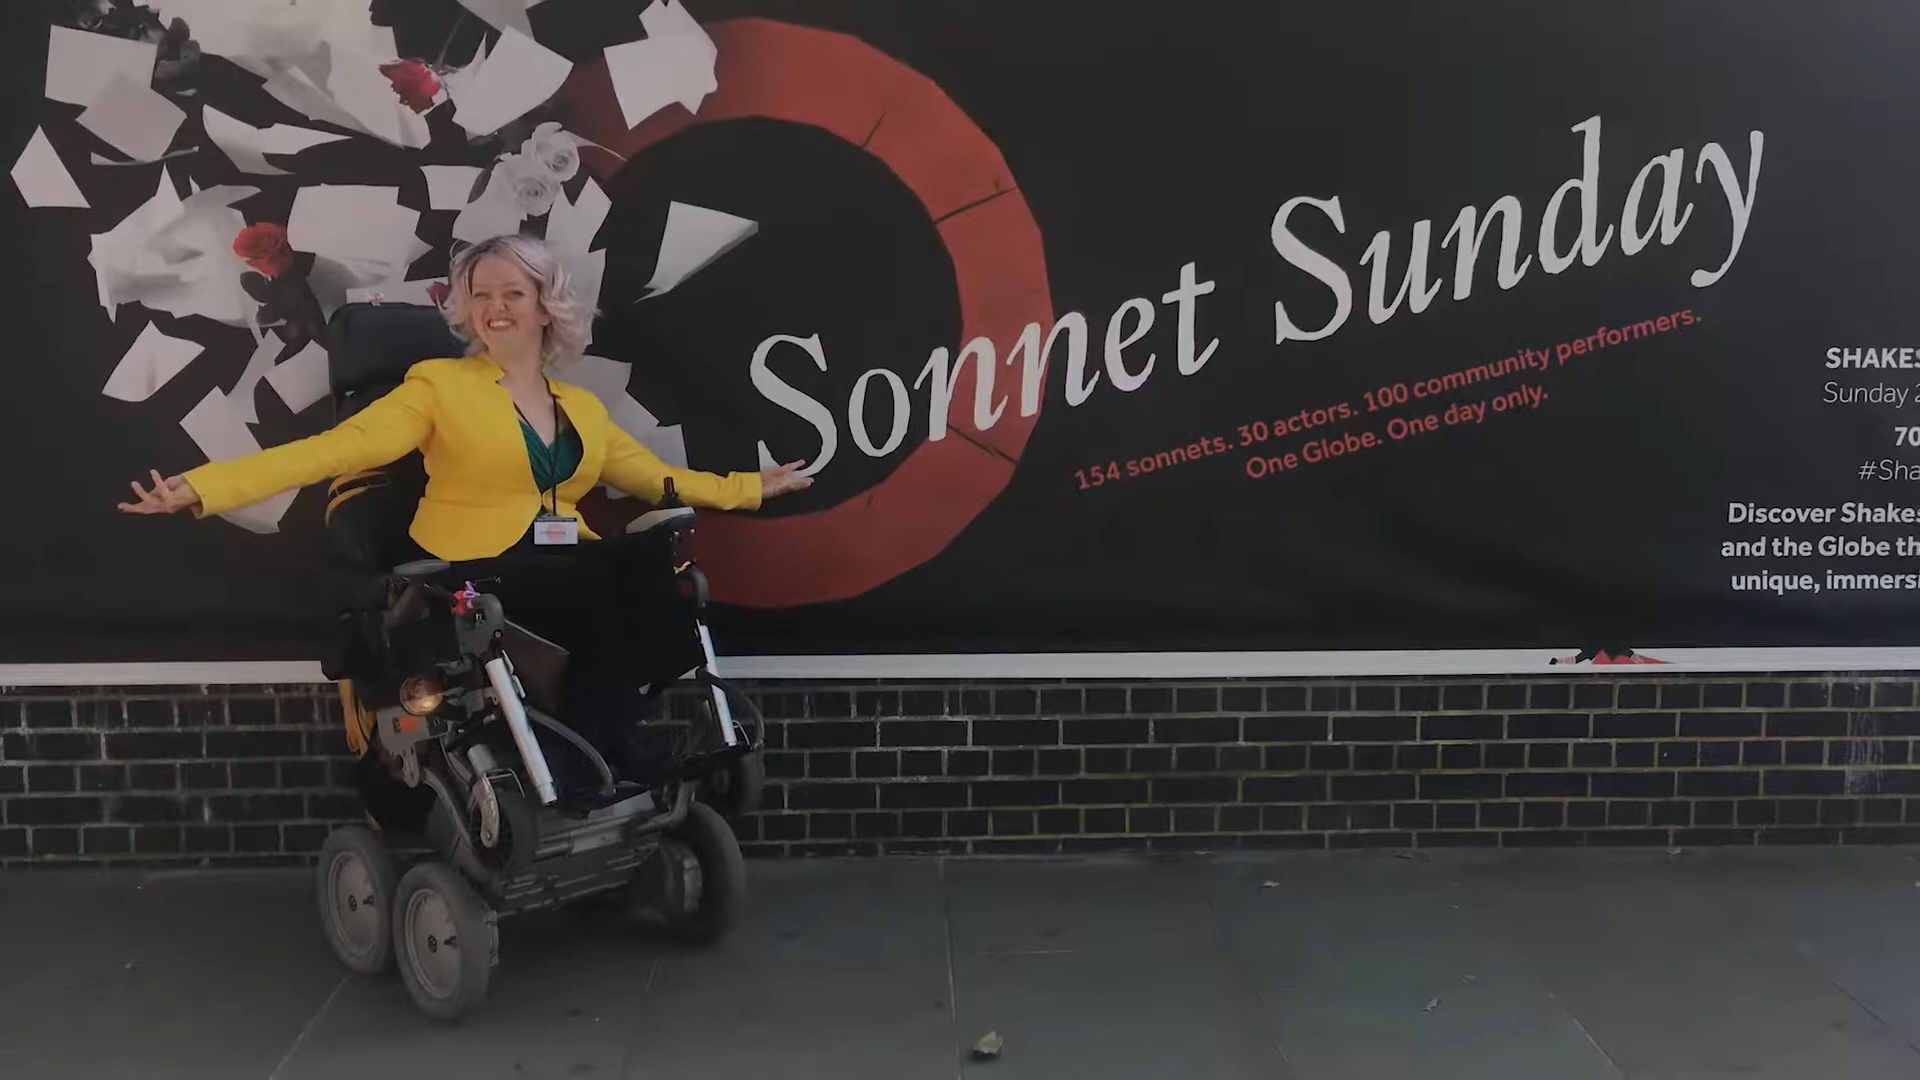 Sonnet Sunday
154 sonnets. 30 actors. 100 community performers.
One Globe. One day only.
SHAKES
Sunday 2
70
#Sha
Discover Shakes
and the Globe th
unique, immersi